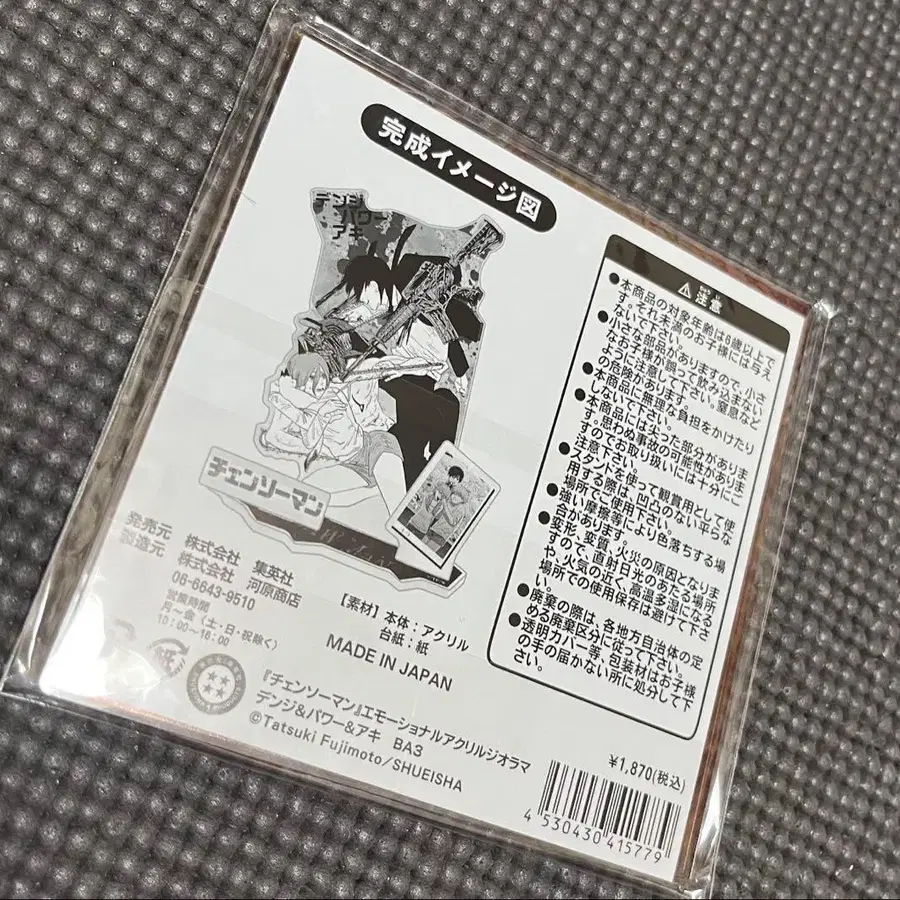 完成イメージ図
デンジ
パワー
アキ
チェンソーマン
⚠注意
ちゅうい
●本商品の対象年齢は6歳以上で
す。それ未満のお子様には与え
ないで下さい。
●小さな部品がありますので、小さ
なお子様が誤って飲み込まない
ように注意して下さい。窒息など
の危険があります。
●本商品に無理な負担をかけたり
しないで下さい。
●本商品には尖った部分がありま
す。思わぬ事故の可能性がありま
すのでお取り扱いには十分にご
注意下さい。
●スタンドを使って観賞用として使
用する際は、凹凸のない平らな
場所でご使用下さい。
●強い摩擦等により色落ちする場
合があります。
●変形、変質、火災の原因となりま
すので、直射日光のあたる場所
や、火気の近く、高温多湿になる
場所での使用保存は避けて下さ
い。
●廃棄の際は、各地方自治体の定
める廃棄区分に従って下さい。
●透明カバー等、包装材はお子様
の手の届かない所に処分して下
さい。
発売元 株式会社 集英社
製造元 株式会社 河原商店
06-6643-9510
営業時間
月～金(土・日・祝除く)
10:00～16:00
【素材】本体：アクリル
台紙：紙
MADE IN JAPAN
『チェンソーマン』エモーショナルアクリルジオラマ
デンジ&パワー&アキ BA3
©Tatsuki Fujimoto/SHUEISHA
¥1,870(税込)
4 530430 415779